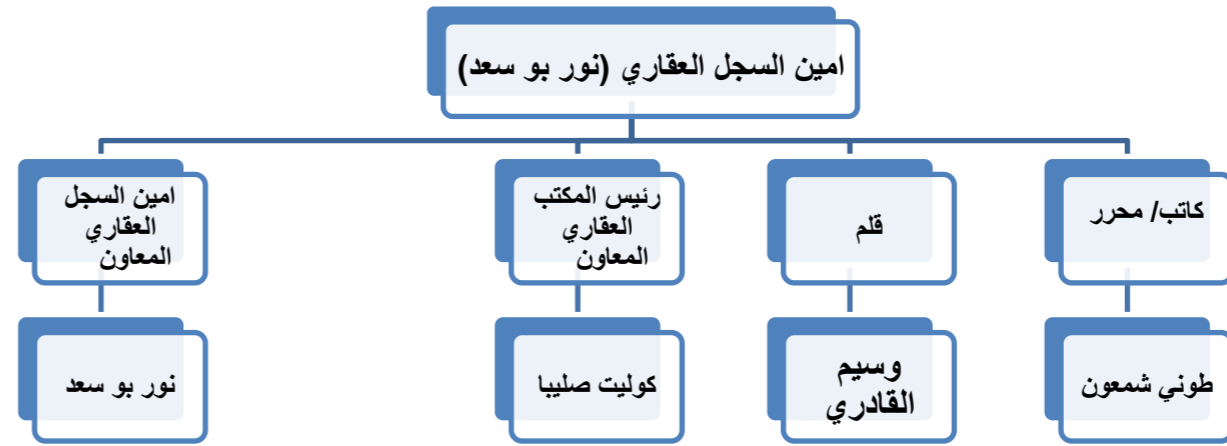 امين السجل العقاري (نور بو سعد)
كاتب/ محرر
قلم
رئيس المكتب
العقاري
المعاون
امين السجل
العقاري
المعاون
طوني شمعون
وسيم
القادري
كوليت صليبا
نور بو سعد